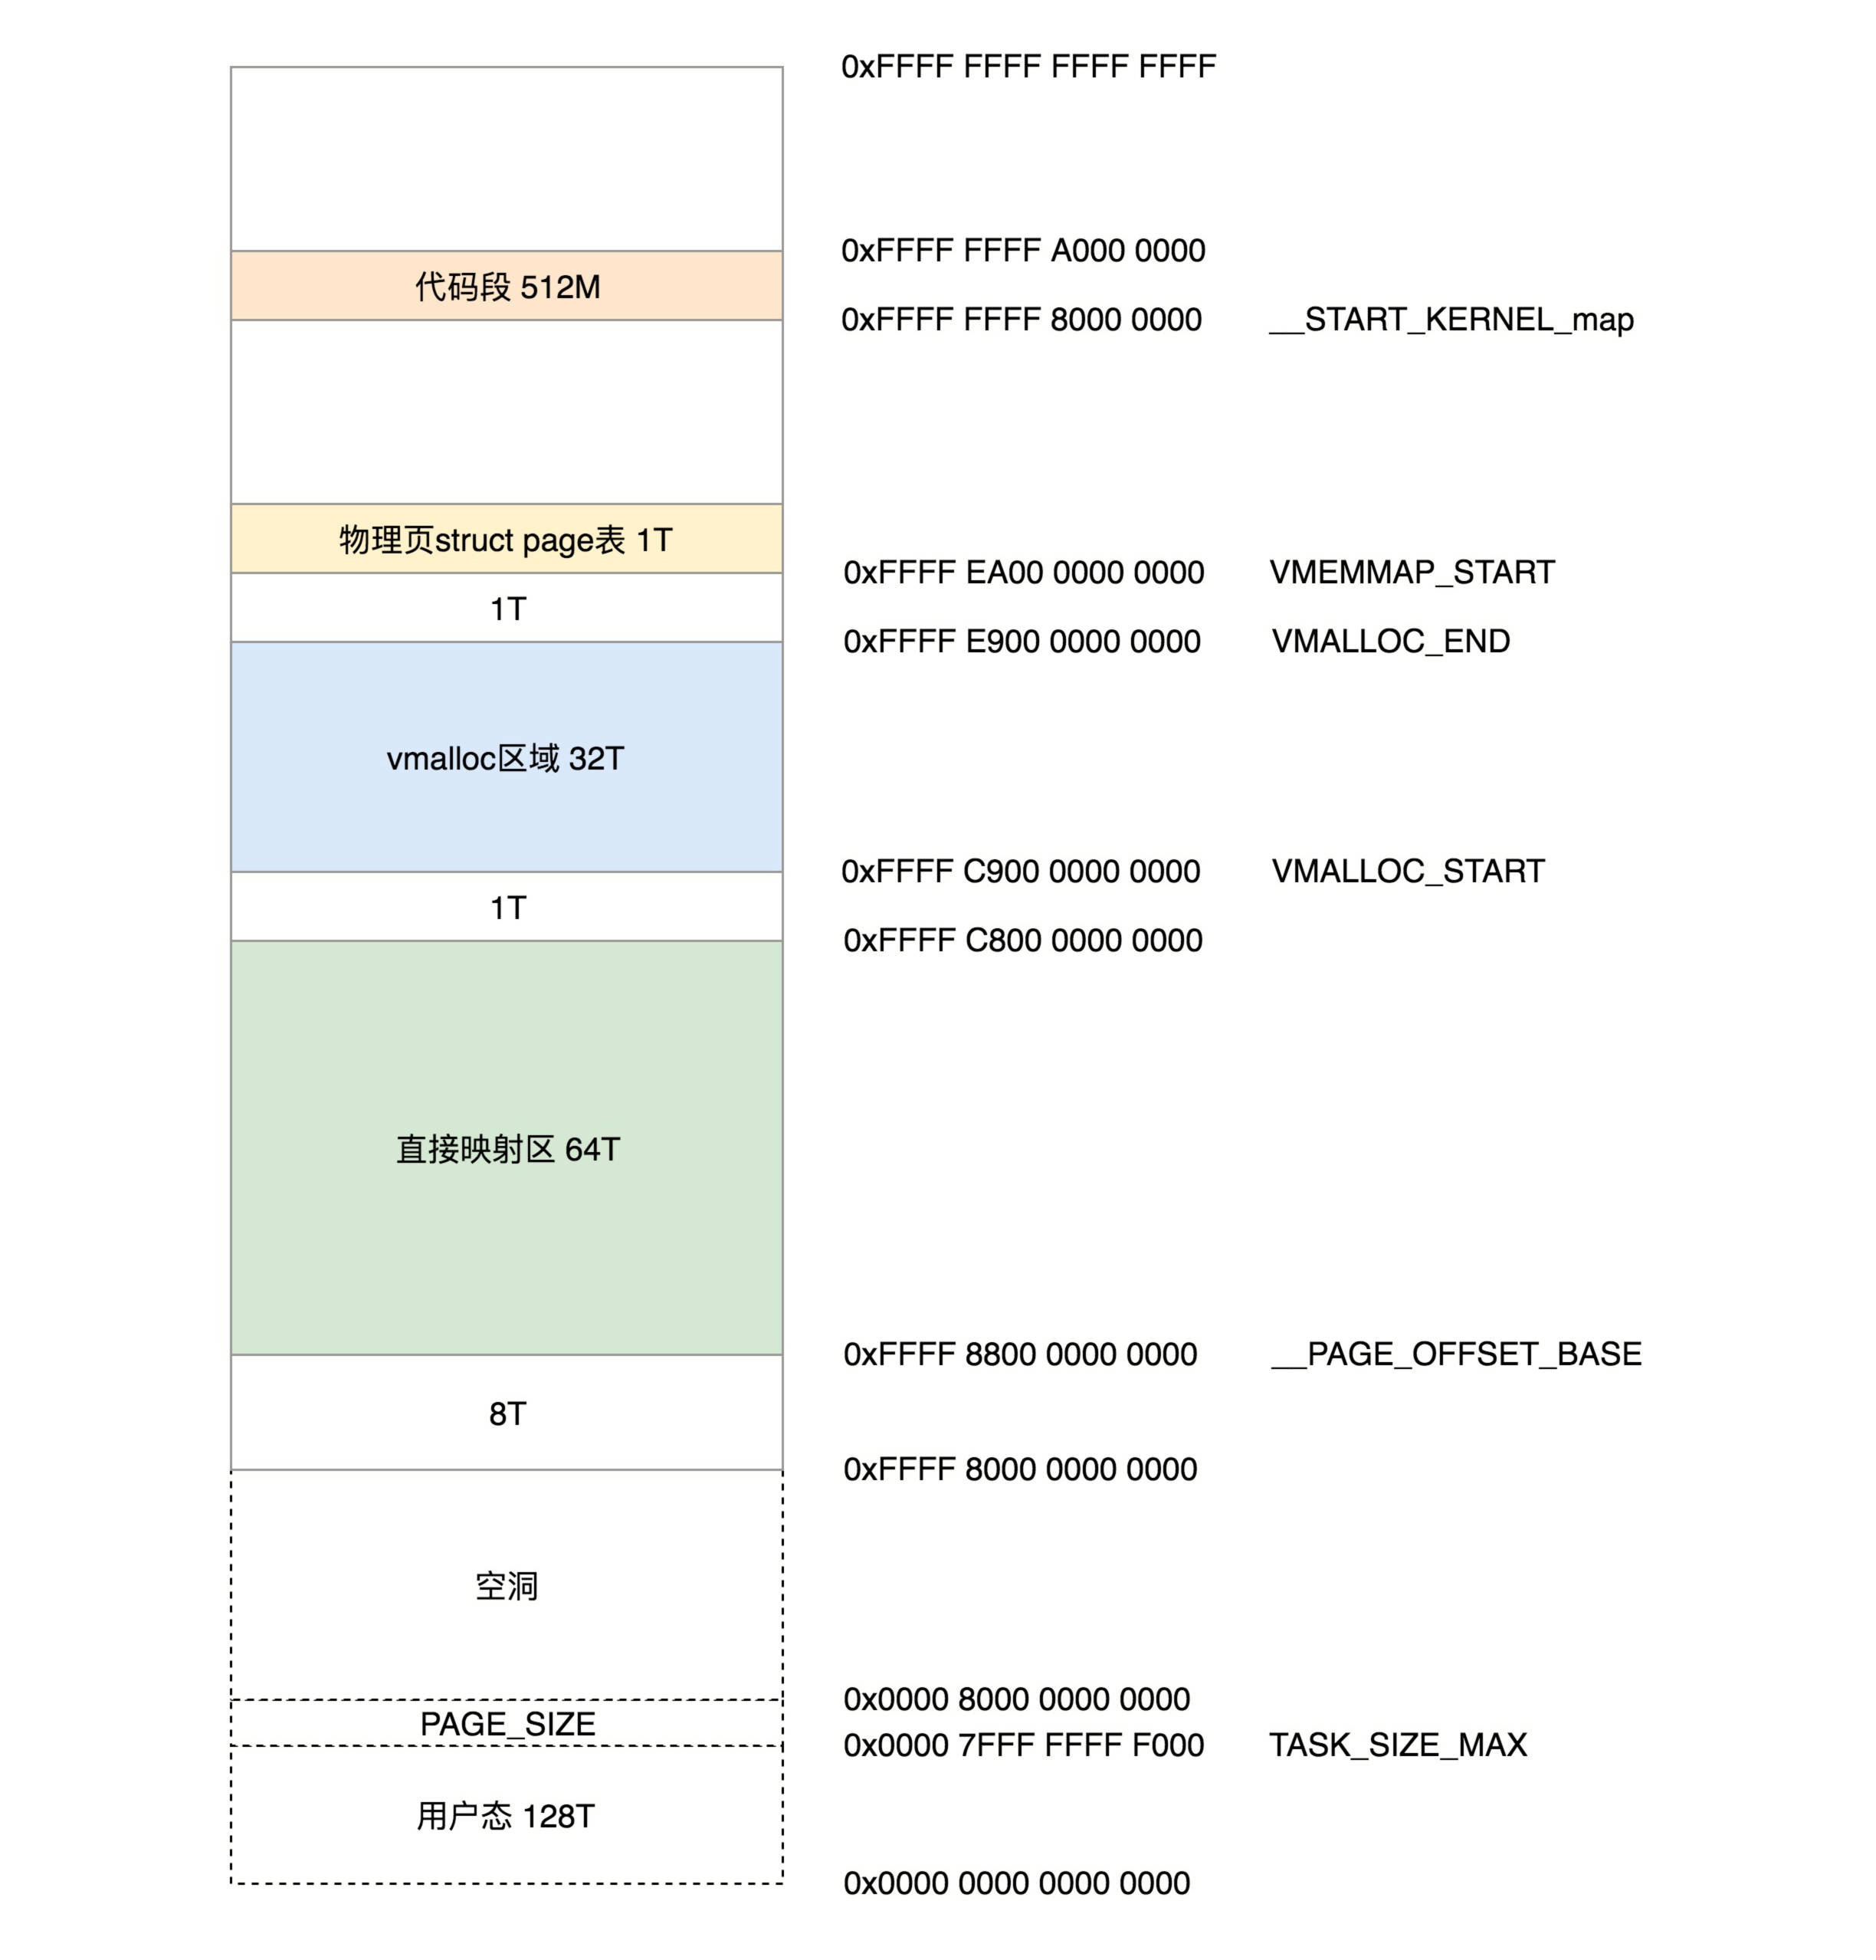 0xFFFF FFFF FFFF FFFF
0xFFFF FFFF A000 0000
代码段 512M
0xFFFF FFFF 8000 0000 __START_KERNEL_map
物理页struct page表 1T
0xFFFF EA00 0000 0000 VMEMMAP_START
1T
0xFFFF E900 0000 0000 VMALLOC_END
vmalloc区域 32T
0xFFFF C900 0000 0000 VMALLOC_START
1T
0xFFFF C800 0000 0000
直接映射区 64T
0xFFFF 8800 0000 0000 __PAGE_OFFSET_BASE
8T
0xFFFF 8000 0000 0000
空洞
0x0000 8000 0000 0000
PAGE_SIZE
0x0000 7FFF FFFF F000 TASK_SIZE_MAX
用户态 128T
0x0000 0000 0000 0000